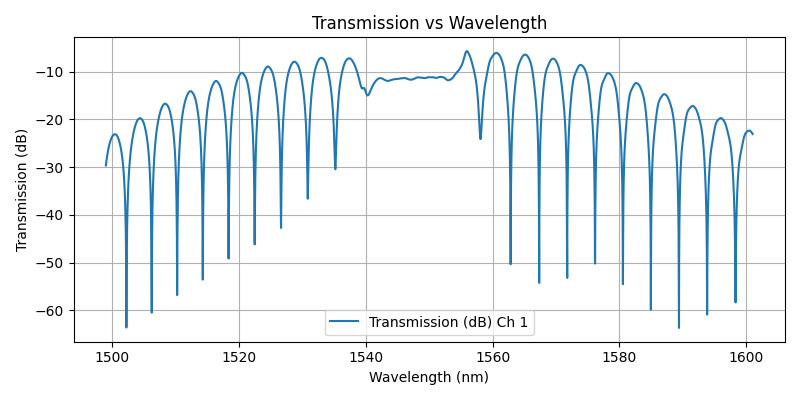 Transmission vs Wavelength
Transmission (dB)
−10
−20
−30
−40
−50
−60
Transmission (dB) Ch 1
1500 1520 1540 1560 1580 1600
Wavelength (nm)